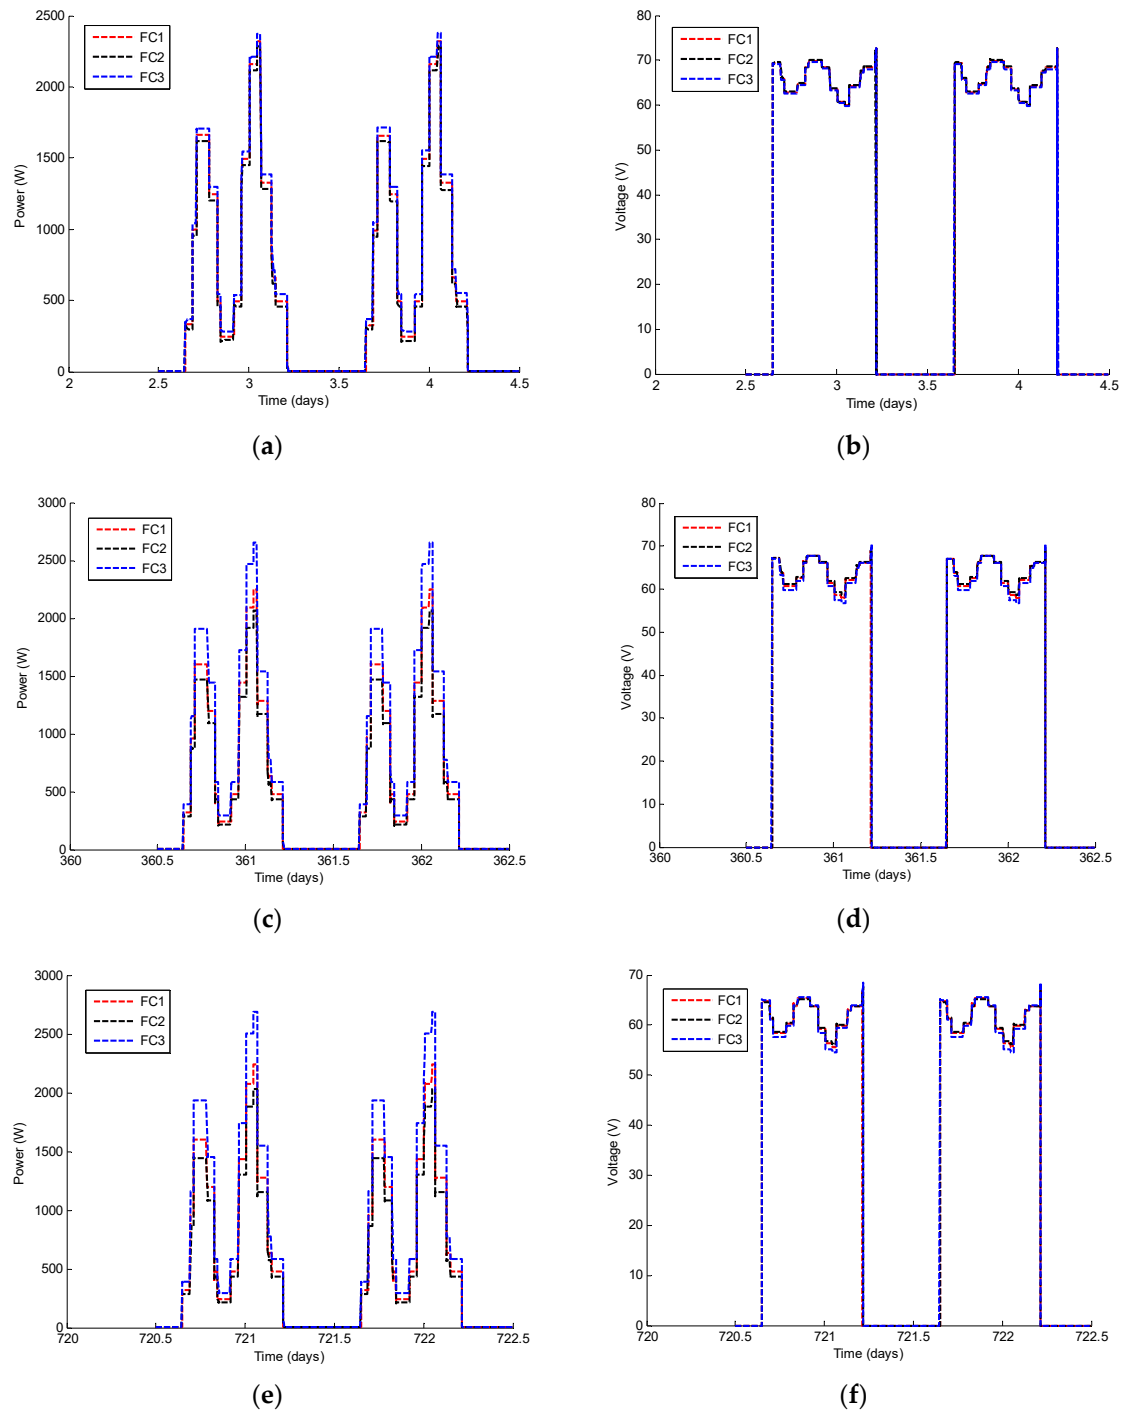 2500
2000
1500
1000
500
0
Power (W)
FC1
FC2
FC3
2
2.5
3
3.5
4
4.5
Time (days)
(a)
80
70
60
50
40
30
20
10
0
Voltage (V)
FC1
FC2
FC3
2
2.5
3
3.5
4
4.5
Time (days)
(b)
3000
2500
2000
1500
1000
500
0
Power (W)
FC1
FC2
FC3
360
360.5
361
361.5
362
362.5
Time (days)
(c)
80
70
60
50
40
30
20
10
0
Voltage (V)
FC1
FC2
FC3
360
360.5
361
361.5
362
362.5
Time (days)
(d)
3000
2500
2000
1500
1000
500
0
Power (W)
FC1
FC2
FC3
720
720.5
721
721.5
722
722.5
Time (days)
(e)
70
60
50
40
30
20
10
0
Voltage (V)
FC1
FC2
FC3
720
720.5
721
721.5
722
722.5
Time (days)
(f)